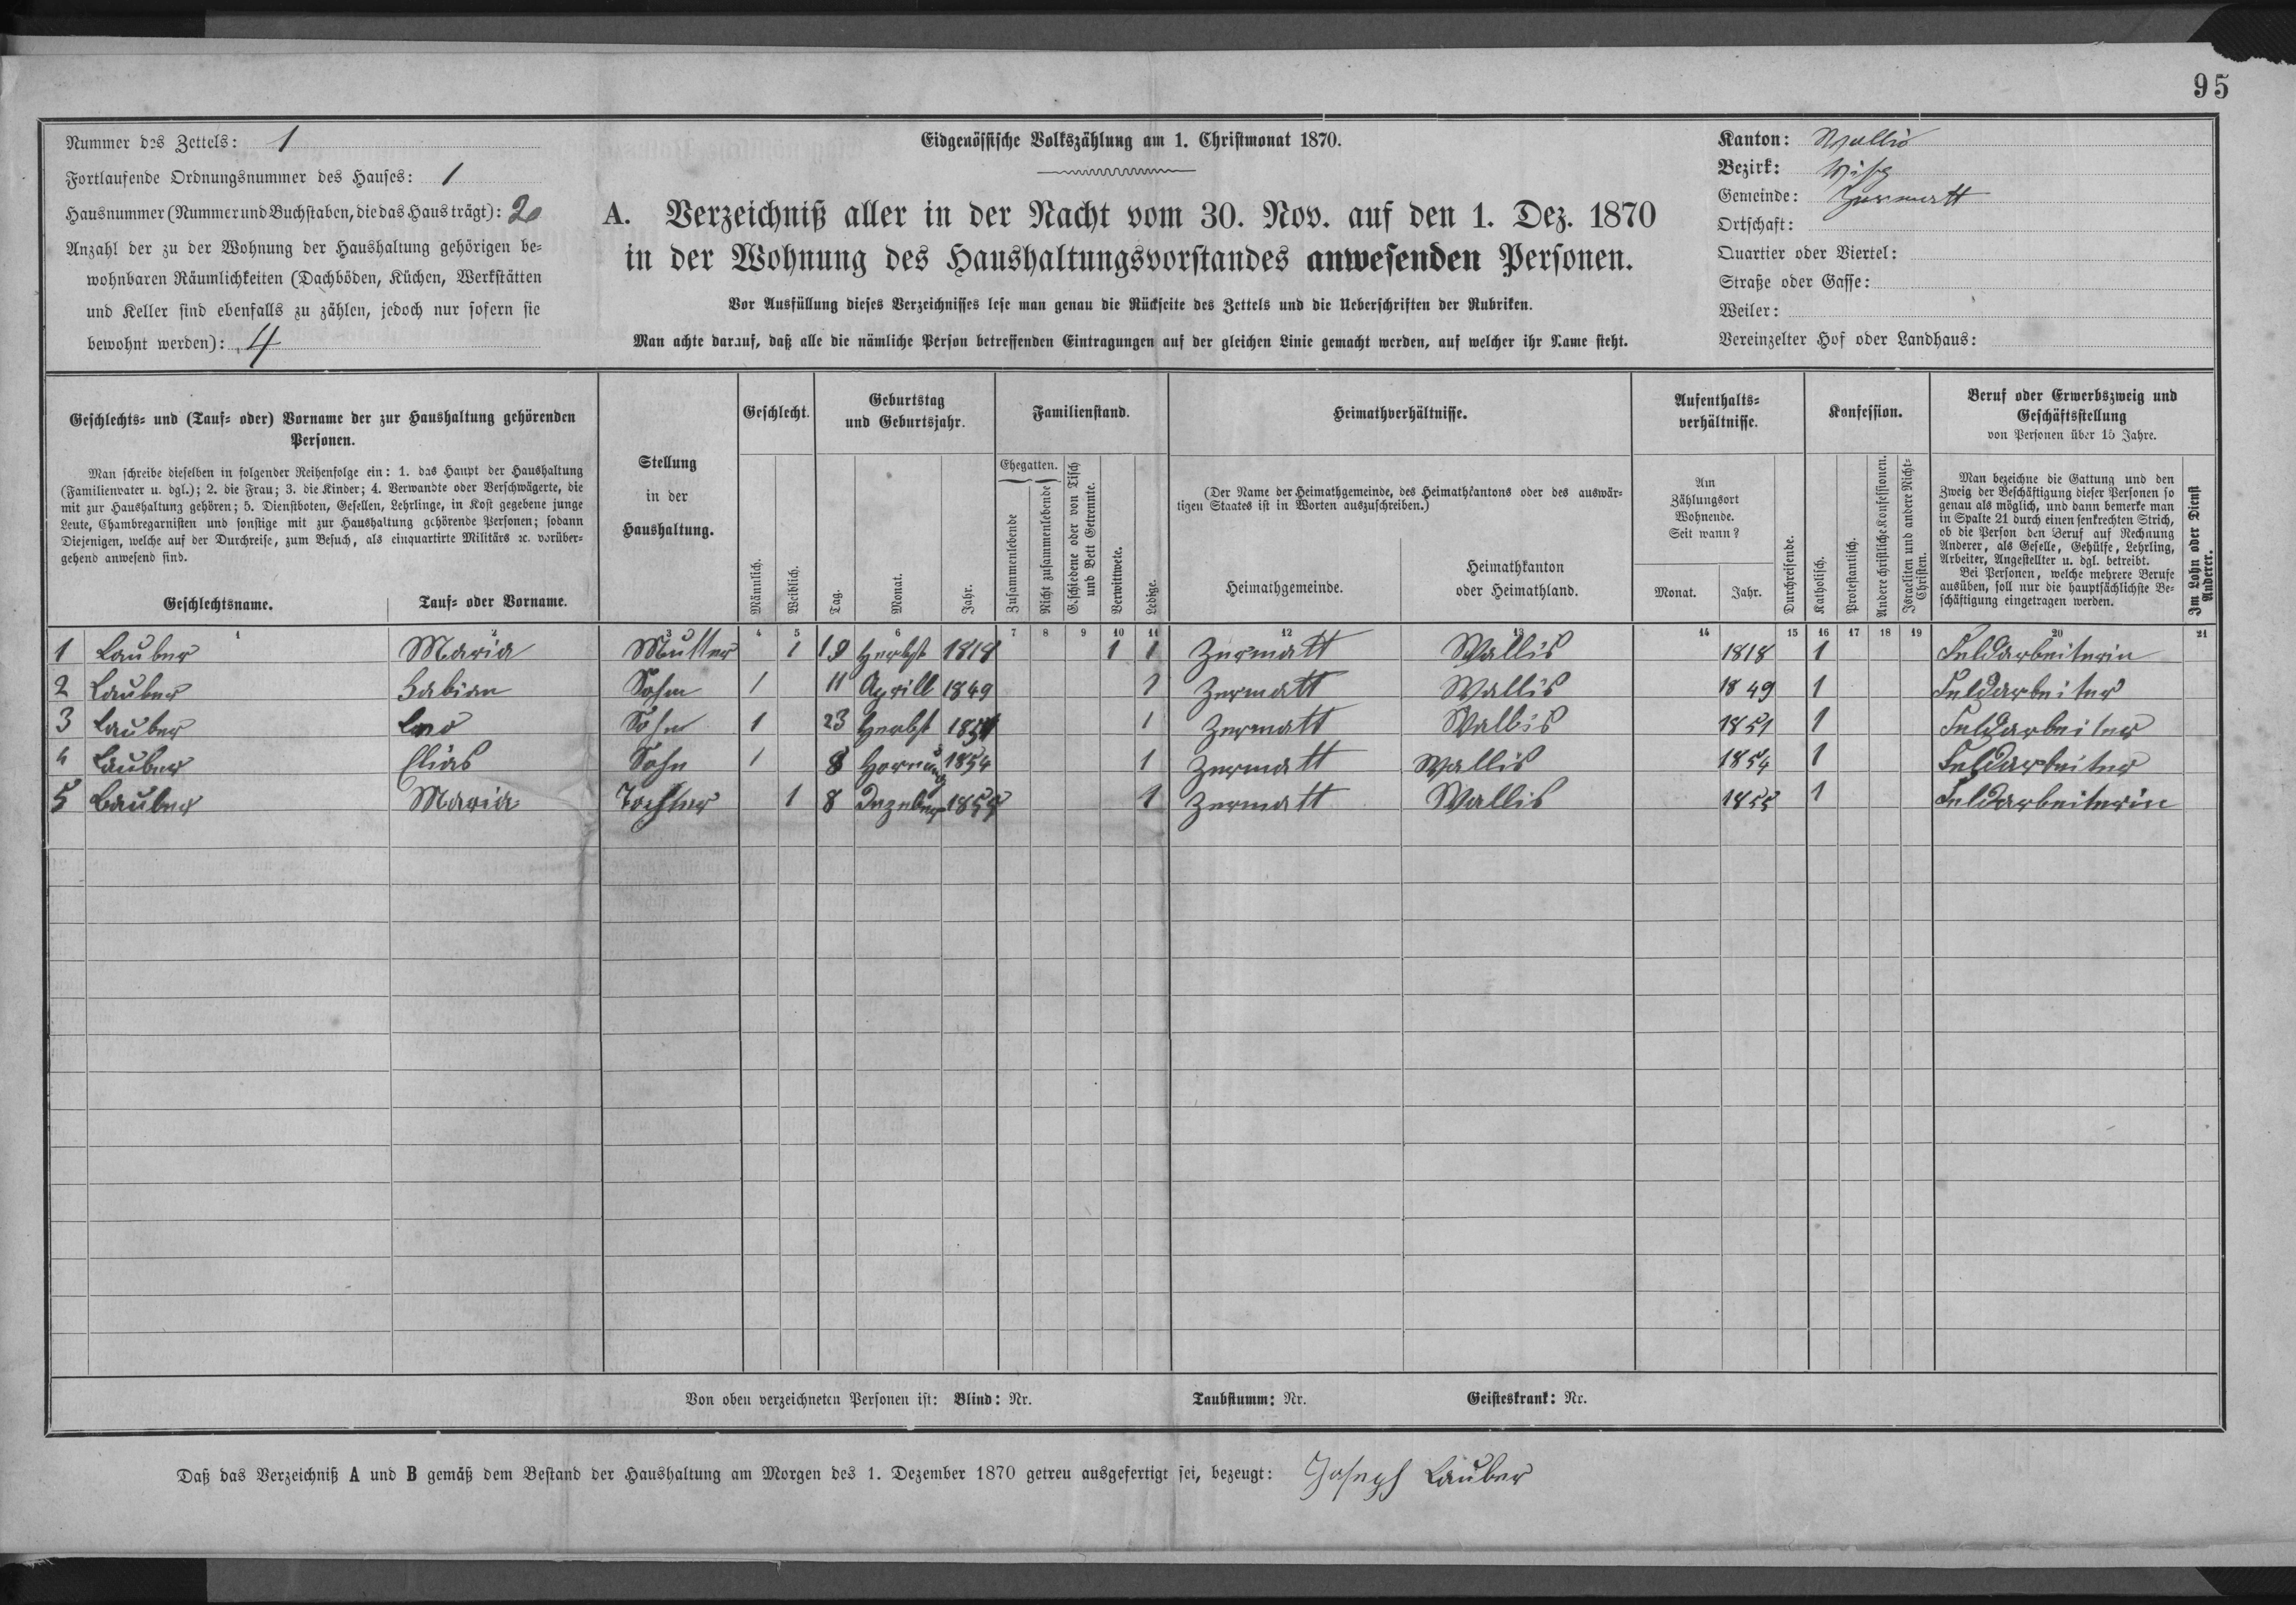 95
Nummer des Zettels: 1
Fortlaufende Ordnungsnummer des Hauses: 1
Hausnummer (Nummer und Buchstaben, die das Haus trägt): 20
Anzahl der zu der Wohnung der Haushaltung gehörigen be=
wohnbaren Räumlichkeiten (Dachböden, Küchen, Werkstätten
und Keller sind ebenfalls zu zählen, jedoch nur sofern sie
bewohnt werden): 4
Eidgenössische Volkszählung am 1. Christmonat 1870.
A. Verzeichniß aller in der Nacht vom 30. Nov. auf den 1. Dez. 1870
in der Wohnung des Haushaltungsvorstandes anwesenden Personen.
Vor Ausfüllung dieses Verzeichnisses lese man genau die Rückseite des Zettels und die Ueberschriften der Rubriken.
Man achte darauf, daß alle die nämliche Person betreffenden Eintragungen auf der gleichen Linie gemacht werden, auf welcher ihr Name steht.
Kanton: Wallis
Bezirk: Visp
Gemeinde: Zermatt
Ortschaft:
Quartier oder Viertel:
Straße oder Gasse:
Weiler:
Vereinzelter Hof oder Landhaus:
Geschlechts= und (Tauf= oder) Vorname der zur Haushaltung gehörenden
Personen.
Man schreibe dieselben in folgender Reihenfolge ein: 1. das Haupt der Haushaltung
(Familienvater u. dgl.); 2. die Frau; 3. die Kinder; 4. Verwandte oder Verschwägerte, die
mit zur Haushaltung gehören; 5. Dienstboten, Gesellen, Lehrlinge, in Kost gegebene junge
Leute, Chambregarnisten und sonstige mit zur Haushaltung gehörende Personen; sodann
Diejenigen, welche auf der Durchreise, zum Besuch, als einquartirte Militärs ꝛc. vorüber=
gehend anwesend sind.
Geschlechtsname.
Tauf= oder Vorname.
Stellung
in der
Haushaltung.
Geschlecht.
Männlich.
Weiblich.
Geburtstag
und Geburtsjahr.
Tag.
Monat.
Jahr.
Familienstand.
Ehegatten.
Zusammenlebende
Nicht zusammenlebende
Geschiedene oder von Tisch
und Bett Getrennte.
Verwittwete.
Ledige.
Heimathverhältnisse.
(Der Name der Heimathgemeinde, des Heimathkantons oder des auswär=
tigen Staates ist in Worten auszuschreiben.)
Heimathgemeinde.
Heimathkanton
oder Heimathland.
Aufenthalts=
verhältnisse.
Am
Zählungsort
Wohnende.
Seit wann?
Monat.
Jahr.
Durchreisende.
Konfession.
Katholisch.
Protestantisch.
Andere christliche Konfessionen.
Israeliten und andere Nicht=
Christen.
Beruf oder Erwerbszweig und
Geschäftsstellung
von Personen über 15 Jahre.
Man bezeichne die Gattung und den
Zweig der Beschäftigung dieser Personen so
genau als möglich, und dann bemerke man
in Spalte 21 durch einen senkrechten Strich,
ob die Person den Beruf auf Rechnung
Anderer, als Geselle, Gehülfe, Lehrling,
Arbeiter, Angestellter u. dgl. betreibt.
Bei Personen, welche mehrere Berufe
ausüben, soll nur die hauptsächlichste Be=
schäftigung eingetragen werden.
Im Lohn oder Dienst
Anderer.
1 2 3 4 5 6 7 8 9 10 11 12 13 14 15 16 17 18 19 20 21
1 Lauber Maria Mutter 1 19 Herbst 1818 1 1 Zermatt Wallis 1818 1 Feldarbeiterin
2 Lauber Sohn 1 11 Aprill 1849 1 Zermatt Wallis 1849 1 Feldarbeiter
3 Lauber Leo Sohn 1 23 Herbst 1851 1 Zermatt Wallis 1851 1 Feldarbeiter
4 Lauber Elias Sohn 1 8 Hornung 1854 1 Zermatt Wallis 1854 1 Feldarbeiter
5 Lauber Maria Tochter 1 8 Dezeber 1855 1 Zermatt Wallis 1855 1 Feldarbeiterin
Von oben verzeichneten Personen ist: Blind: Nr. Taubstumm: Nr. Geisteskrank: Nr.
Daß das Verzeichniß A und B gemäß dem Bestand der Haushaltung am Morgen des 1. Dezember 1870 getreu ausgefertigt sei, bezeugt: Joseph Lauber